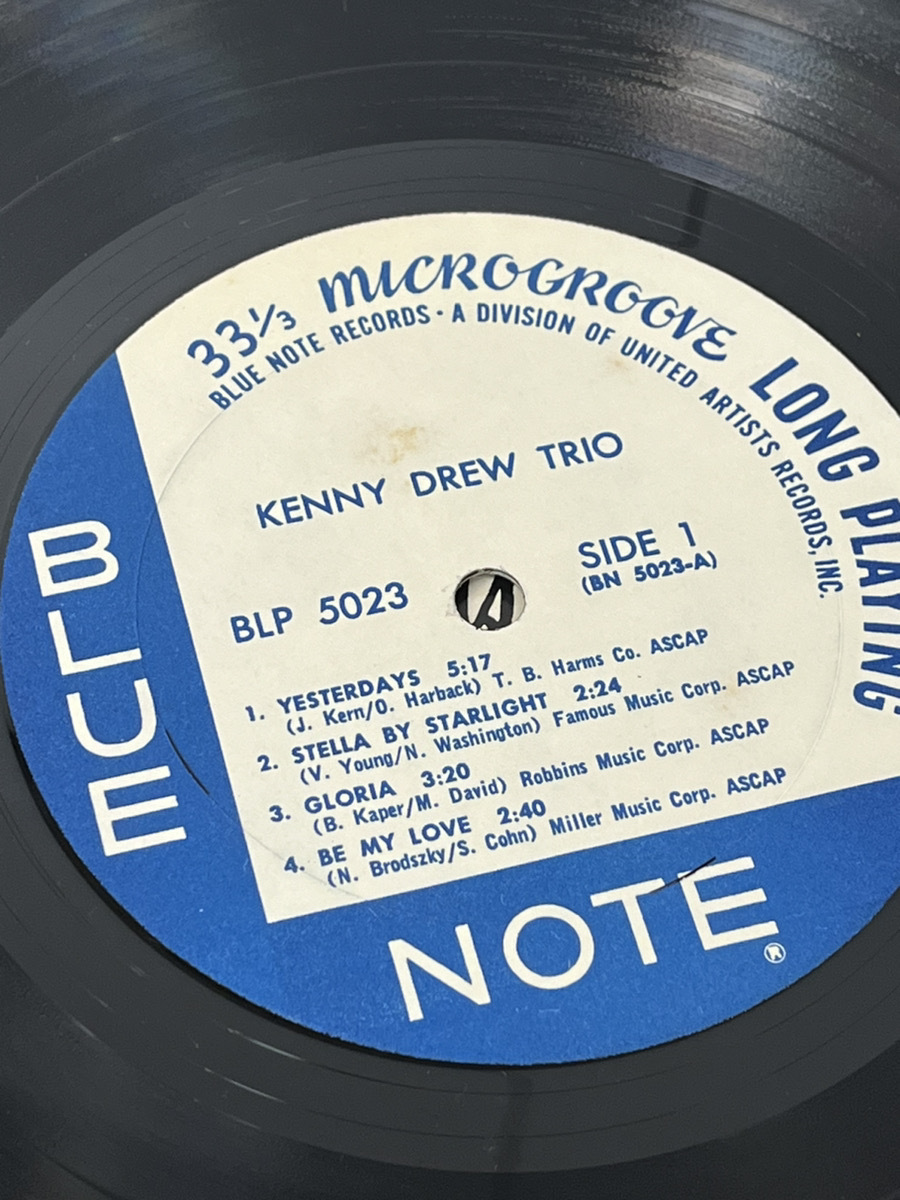 33⅓ MICROGROOVE LONG PLAYING
BLUE NOTE RECORDS · A DIVISION OF UNITED ARTISTS RECORDS, INC.
KENNY DREW TRIO
BLP 5023
SIDE 1
(BN 5023-A)
1. YESTERDAYS 5:17
(J. Kern/O. Harback) T. B. Harms Co. ASCAP
2. STELLA BY STARLIGHT 2:24
(V. Young/N. Washington) Famous Music Corp. ASCAP
3. GLORIA 3:20
(B. Kaper/M. David) Robbins Music Corp. ASCAP
4. BE MY LOVE 2:40
(N. Brodszky/S. Cohn) Miller Music Corp. ASCAP
BLUE
NOTE®